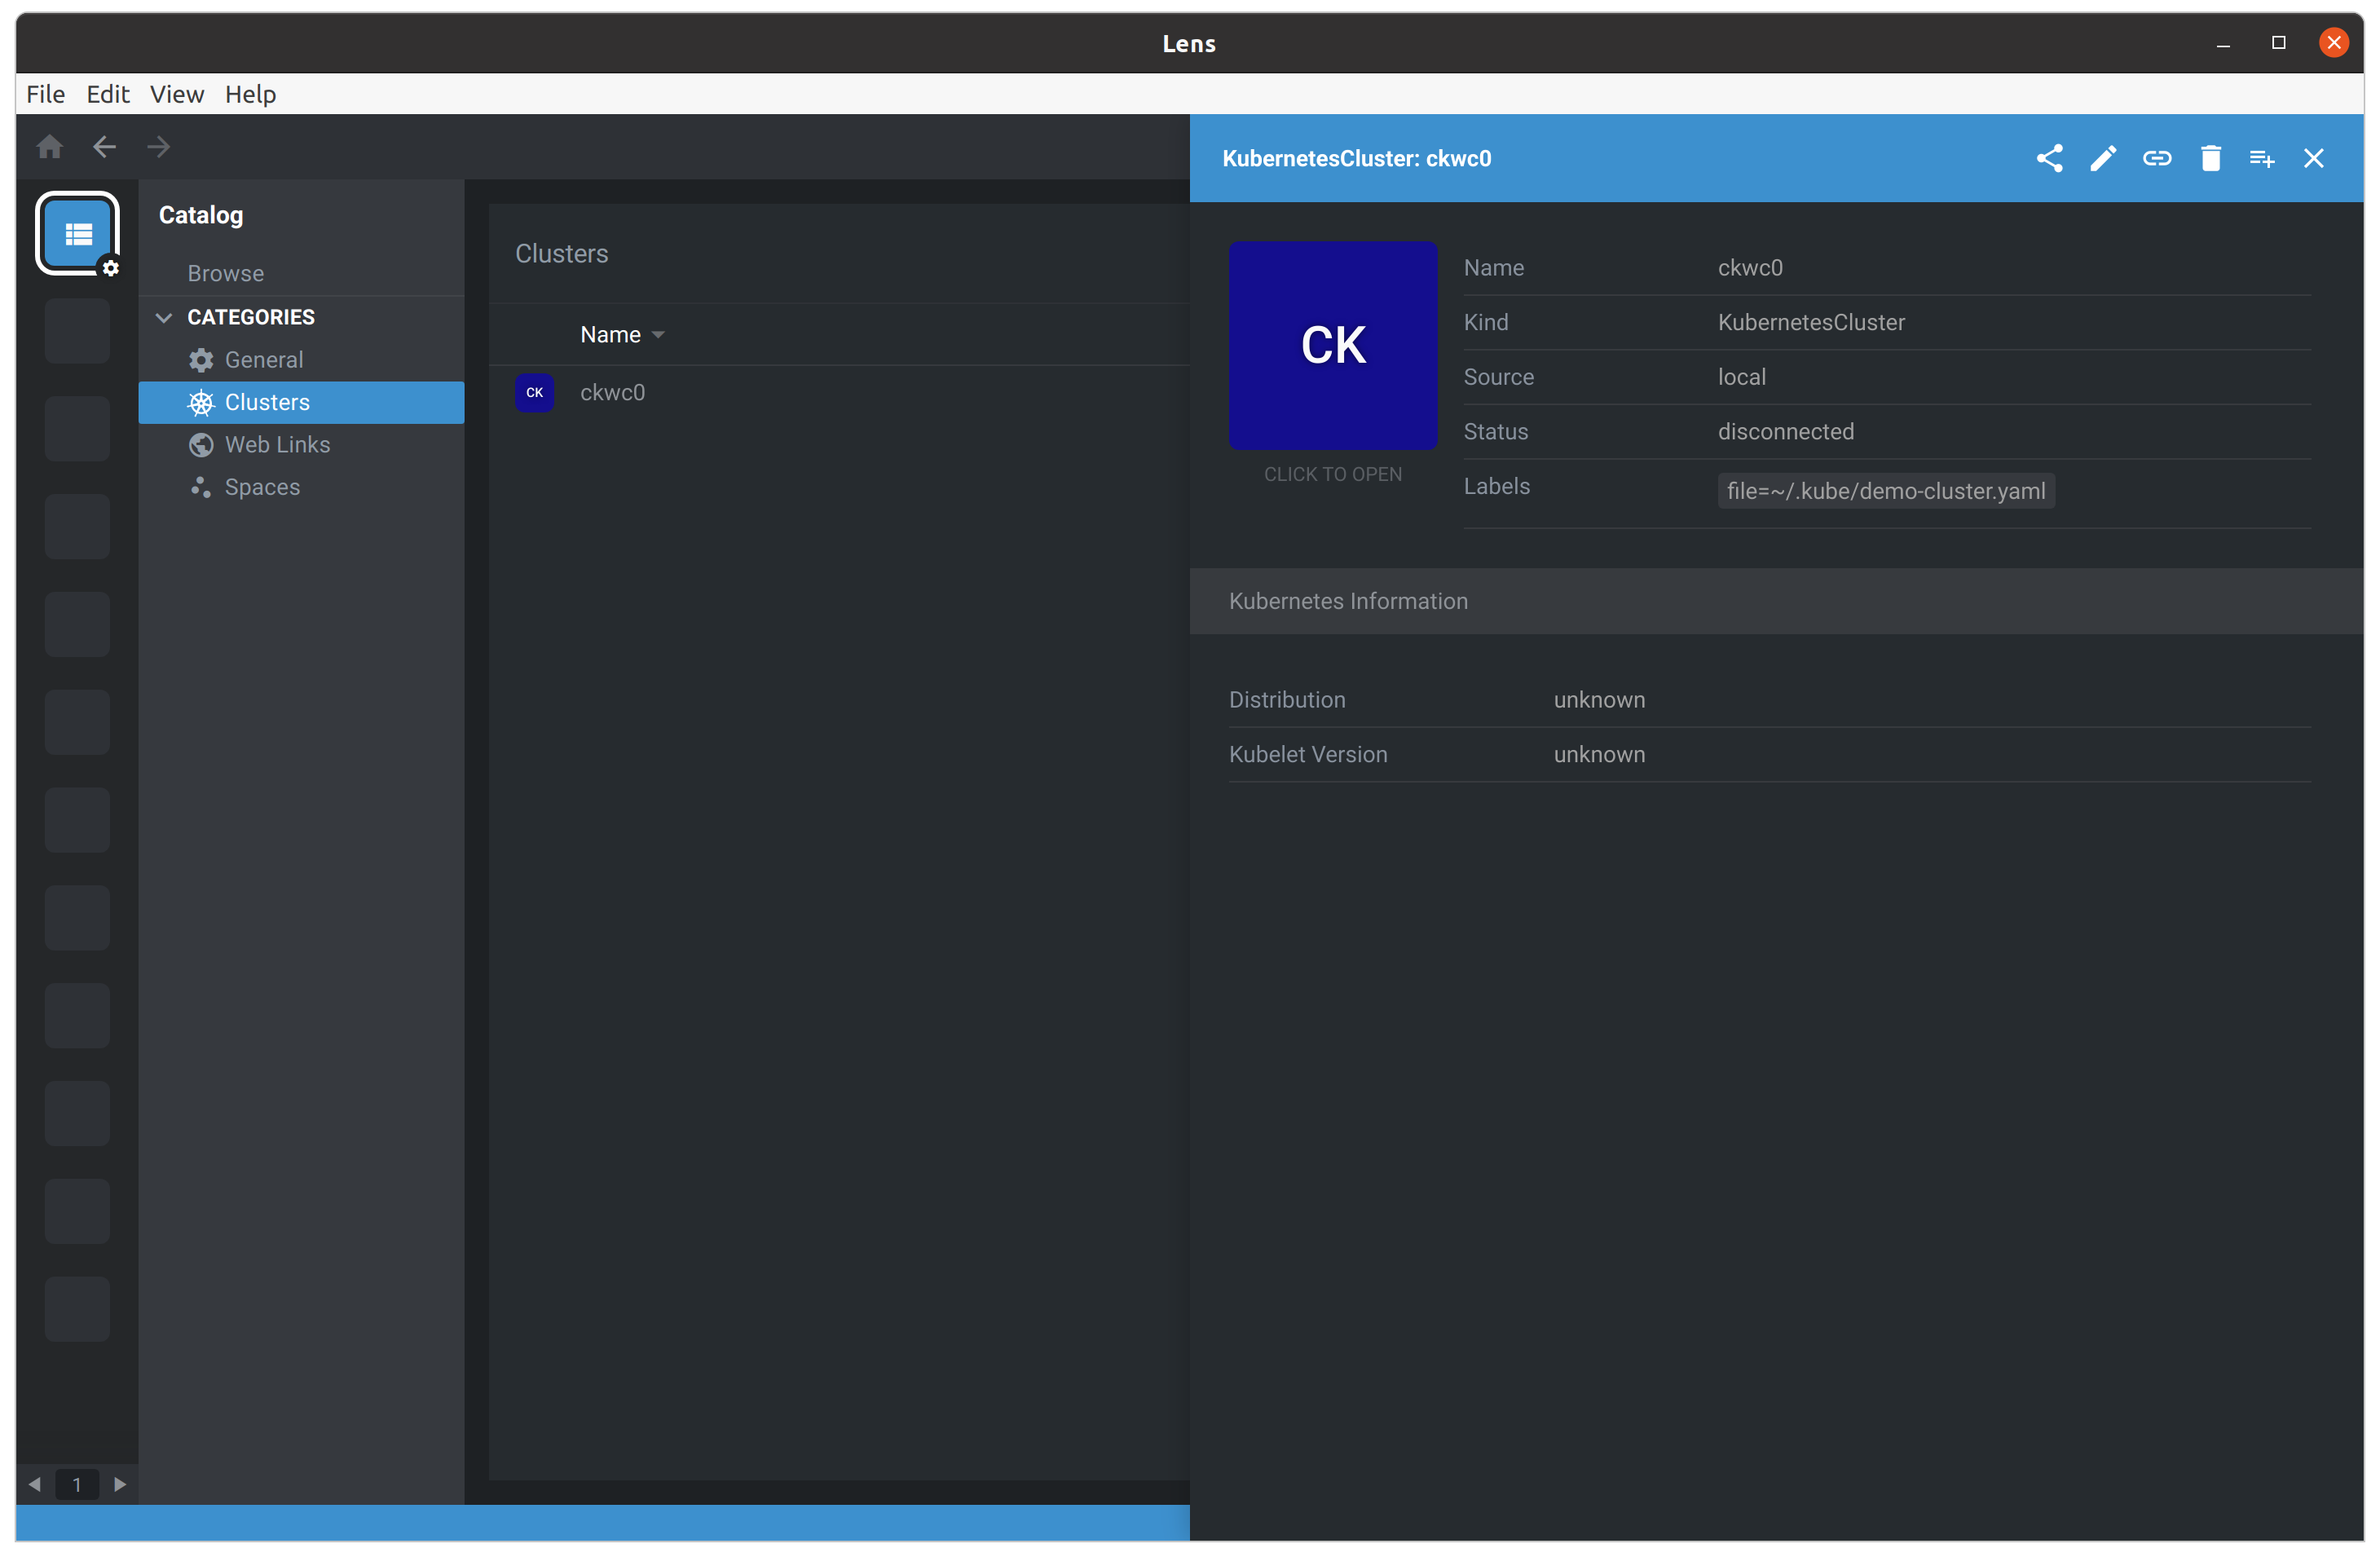 Lens
File Edit View Help
KubernetesCluster: ckwc0
Catalog
Browse
CATEGORIES
General
Clusters
Web Links
Spaces
Clusters
Name
CK ckwc0
CK
CLICK TO OPEN
Name ckwc0
Kind KubernetesCluster
Source local
Status disconnected
Labels file=~/.kube/demo-cluster.yaml
Kubernetes Information
Distribution unknown
Kubelet Version unknown
1